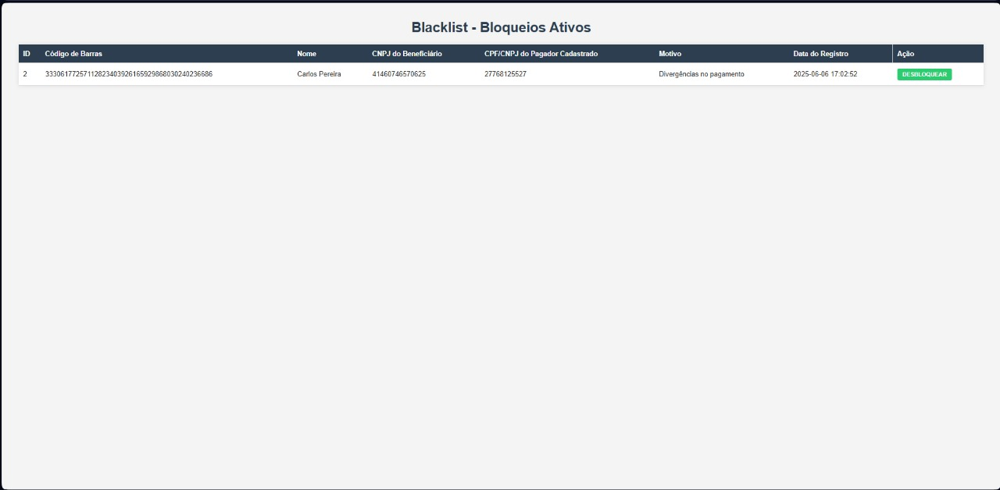 Blacklist - Bloqueios Ativos
ID Código de Barras Nome CNPJ do Beneficiário CPF/CNPJ do Pagador Cadastrado Motivo Data do Registro Ação
2 33306177257112823403926165929868030240236686 Carlos Pereira 41460746570625 27768125527 Divergências no pagamento 2025-06-06 17:02:52 DESBLOQUEAR